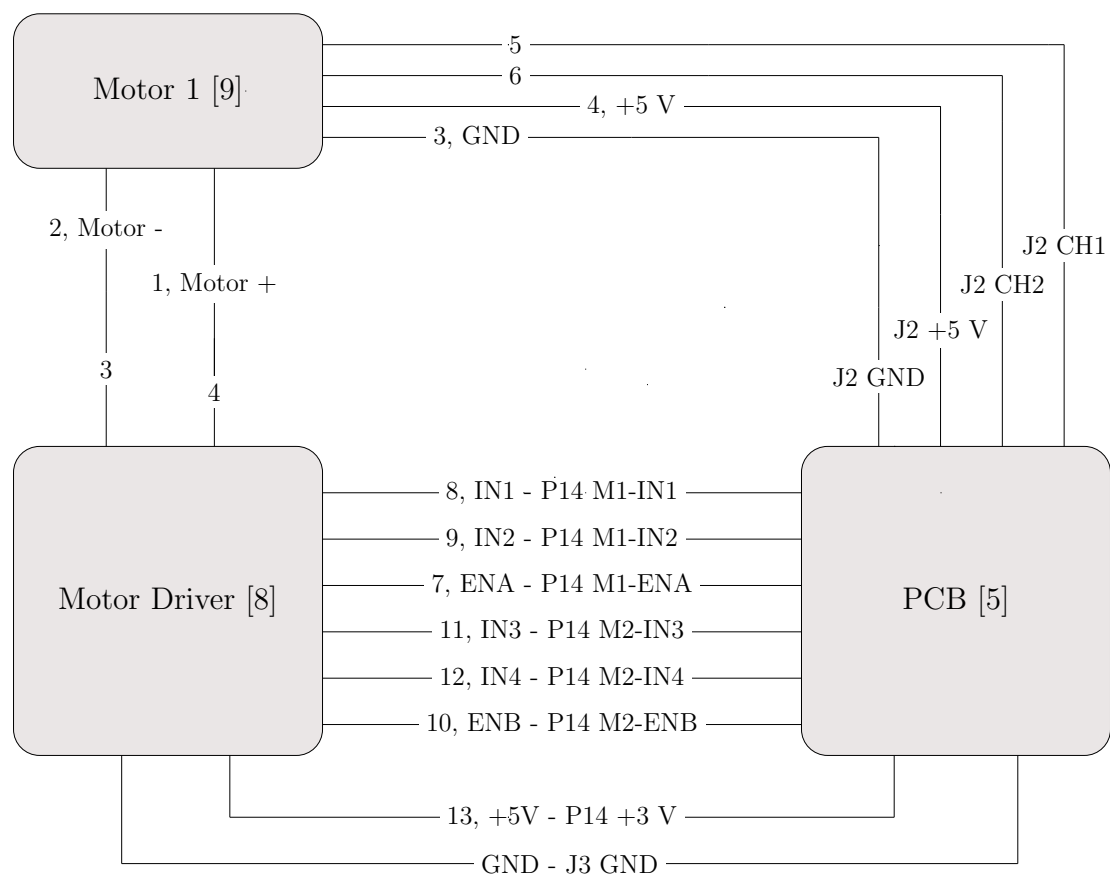 5
Motor 1 [9]
6
4, +5 V
3, GND
2, Motor -
J2 CH1
1, Motor +
J2 CH2
J2 +5 V
3
J2 GND
4
8, IN1 - P14 M1-IN1
9, IN2 - P14 M1-IN2
7, ENA - P14 M1-ENA
Motor Driver [8]
PCB [5]
11, IN3 - P14 M2-IN3
12, IN4 - P14 M2-IN4
10, ENB - P14 M2-ENB
13, +5V - P14 +3 V
GND - J3 GND